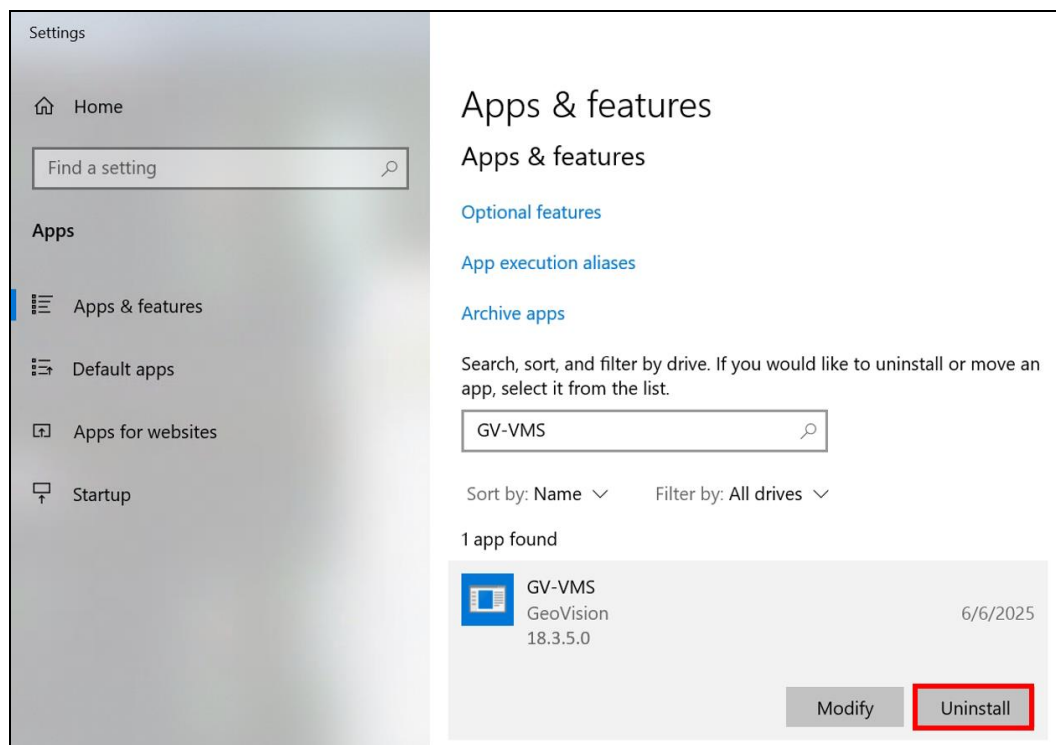 Settings
Home
Find a setting
Apps
Apps & features
Default apps
Apps for websites
Startup
Apps & features
Apps & features
Optional features
App execution aliases
Archive apps
Search, sort, and filter by drive. If you would like to uninstall or move an
app, select it from the list.
GV-VMS
Sort by: Name Filter by: All drives
1 app found
GV-VMS
GeoVision 6/6/2025
18.3.5.0
Modify Uninstall